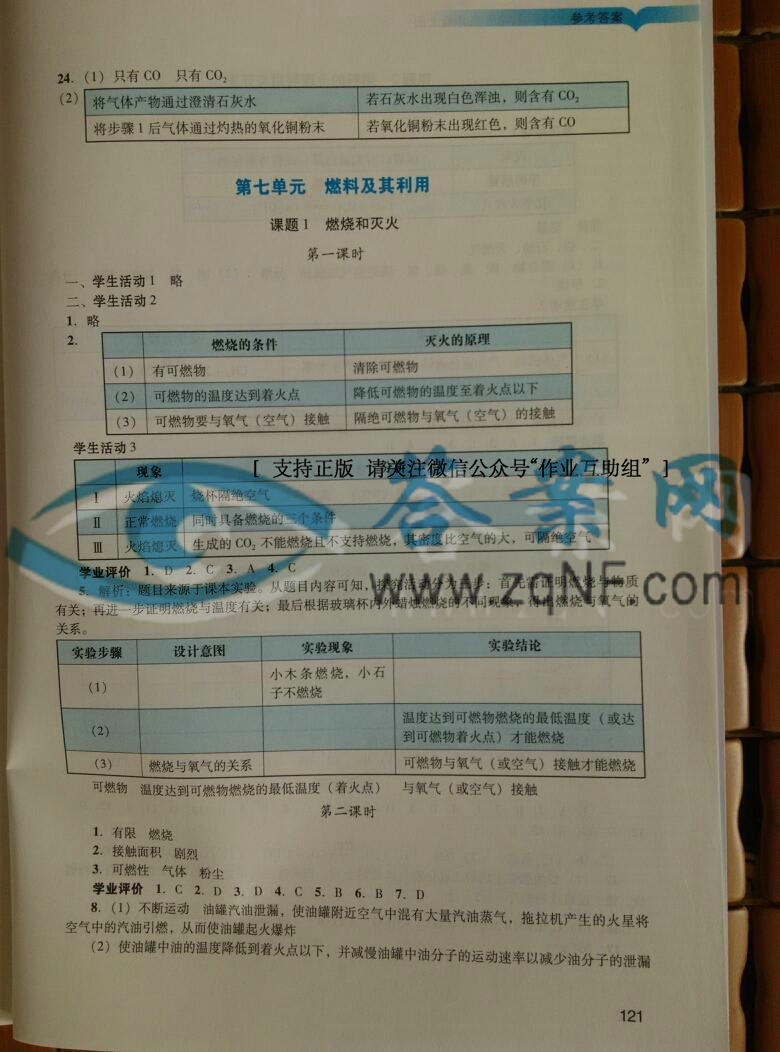 参考答案
24. (1) 只有 CO 只有 CO₂
(2) 将气体产物通过澄清石灰水 若石灰水出现白色浑浊，则含有 CO₂
将步骤 1 后气体通过灼热的氧化铜粉末 若氧化铜粉末出现红色，则含有 CO
第七单元 燃料及其利用
课题 1 燃烧和灭火
第一课时
一、学生活动 1 略
二、学生活动 2
1. 略
2.
燃烧的条件 灭火的原理
(1) 有可燃物 清除可燃物
(2) 可燃物的温度达到着火点 降低可燃物的温度至着火点以下
(3) 可燃物要与氧气（空气）接触 隔绝可燃物与氧气（空气）的接触
学生活动 3
现象
[ 支持正版 请关注微信公众号“作业互助组” ]
Ⅰ 火焰熄灭 烧杯隔绝空气
Ⅱ 正常燃烧 同时具备燃烧的三个条件
Ⅲ 火焰熄灭 生成的 CO₂ 不能燃烧且不支持燃烧，其密度比空气的大，可隔绝空气
答案网
www.zqNF.com
学业评价 1. D 2. C 3. A 4. C
5. 解析：题目来源于课本实验。从题目内容可知，探究活动分为三步：首先需证明燃烧与物质
有关；再进一步证明燃烧与温度有关；最后根据玻璃杯内外蜡烛燃烧的不同现象，得出燃烧与氧气的
关系。
实验步骤 设计意图 实验现象 实验结论
(1) 小木条燃烧，小石
子不燃烧
(2) 温度达到可燃物燃烧的最低温度（或达
到可燃物着火点）才能燃烧
(3) 燃烧与氧气的关系 可燃物与氧气（或空气）接触才能燃烧
可燃物 温度达到可燃物燃烧的最低温度（着火点） 与氧气（或空气）接触
第二课时
1. 有限 燃烧
2. 接触面积 剧烈
3. 可燃性 气体 粉尘
学业评价 1. C 2. D 3. D 4. C 5. B 6. B 7. D
8. (1) 不断运动 油罐汽油泄漏，使油罐附近空气中混有大量汽油蒸气，拖拉机产生的火星将
空气中的汽油引燃，从而使油罐起火爆炸
(2) 使油罐中油的温度降低到着火点以下，并减慢油罐中油分子的运动速率以减少油分子的泄漏
121